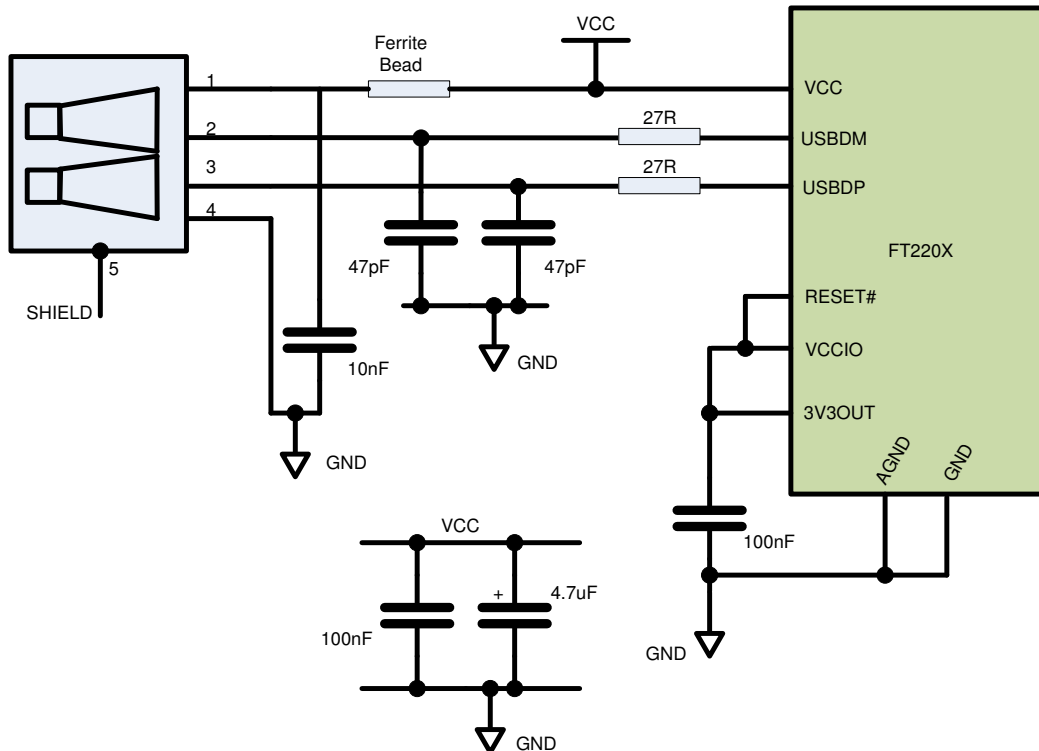 VCC
Ferrite
Bead
1
VCC
27R
2
USBDM
27R
3
USBDP
4
FT220X
47pF
47pF
5
SHIELD
RESET#
10nF
GND
VCCIO
3V3OUT
GND
AGND
GND
VCC
100nF
+
4.7uF
100nF
GND
GND